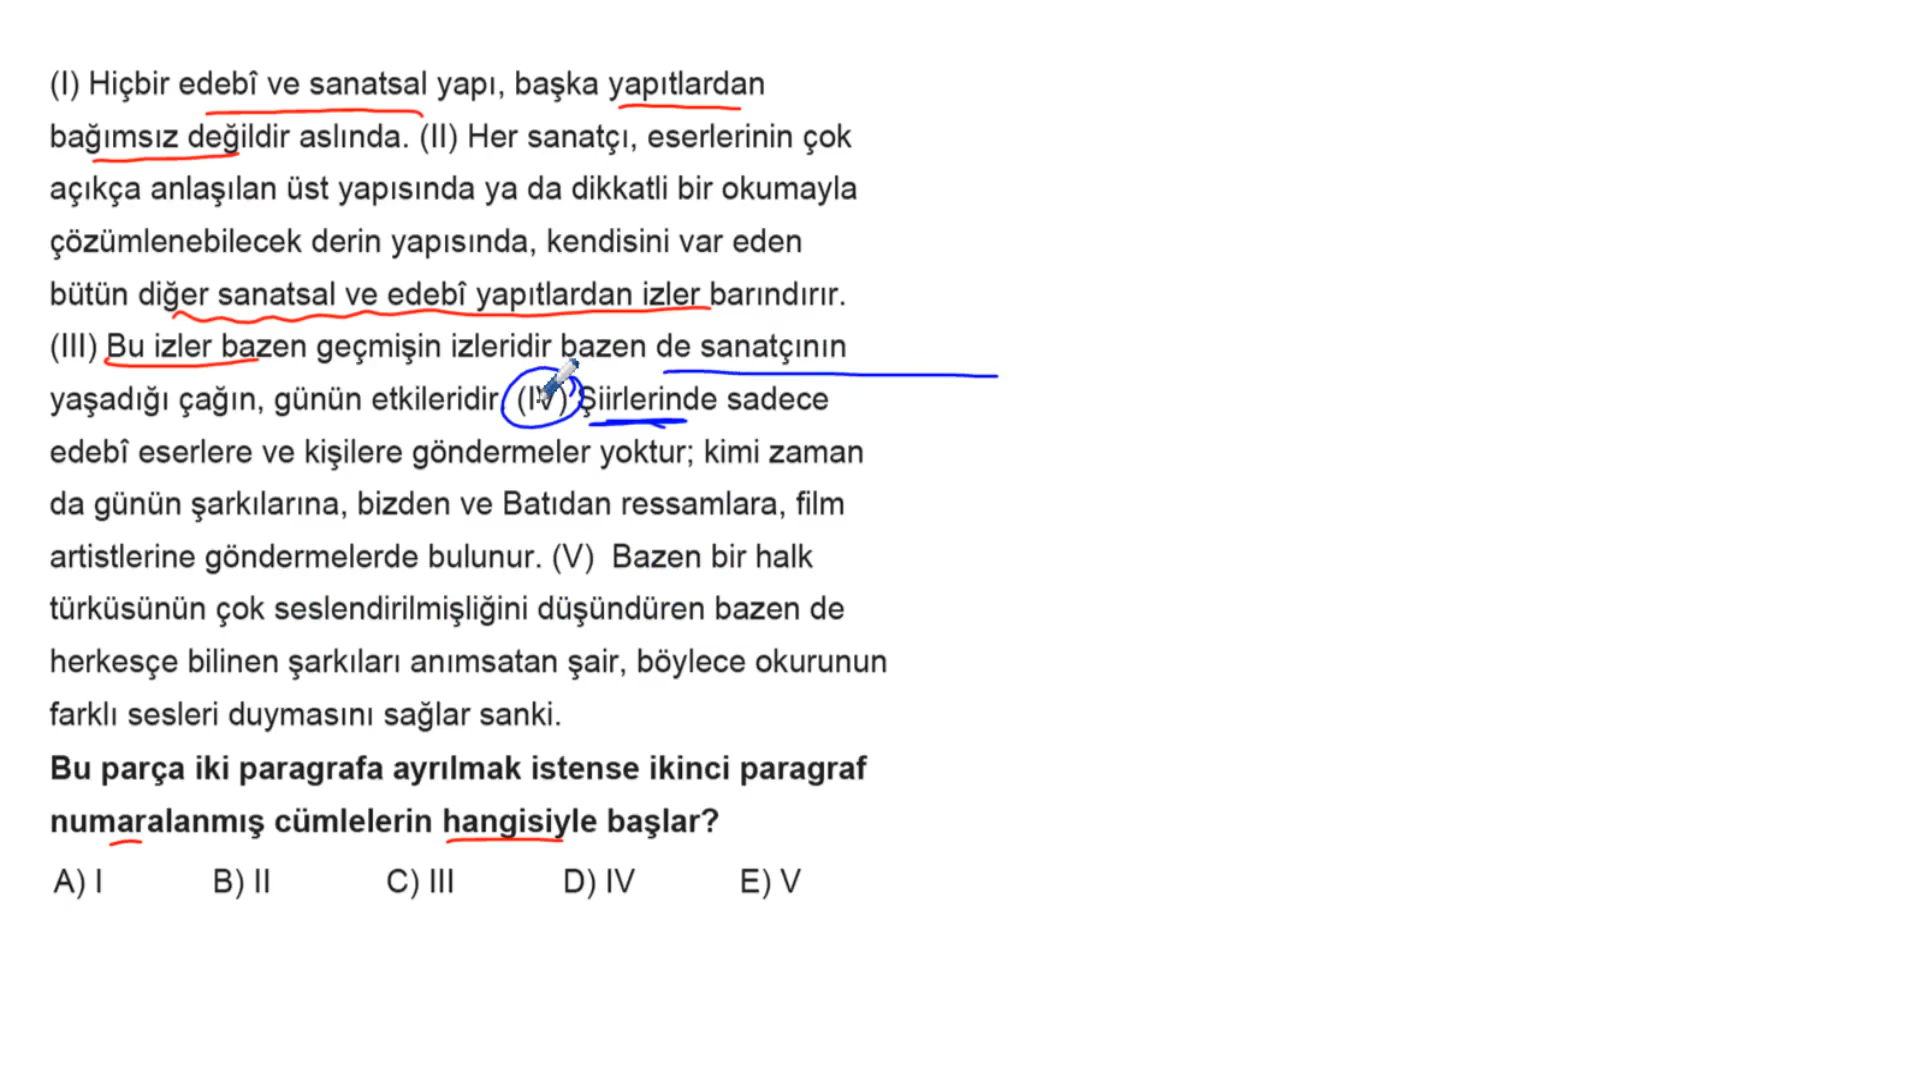 (I) Hiçbir edebî ve sanatsal yapı, başka yapıtlardan
bağımsız değildir aslında. (II) Her sanatçı, eserlerinin çok
açıkça anlaşılan üst yapısında ya da dikkatli bir okumayla
çözümlenebilecek derin yapısında, kendisini var eden
bütün diğer sanatsal ve edebî yapıtlardan izler barındırır.
(III) Bu izler bazen geçmişin izleridir bazen de sanatçının
yaşadığı çağın, günün etkileridir (IV) Şiirlerinde sadece
edebî eserlere ve kişilere göndermeler yoktur; kimi zaman
da günün şarkılarına, bizden ve Batıdan ressamlara, film
artistlerine göndermelerde bulunur. (V) Bazen bir halk
türküsünün çok seslendirilmişliğini düşündüren bazen de
herkesçe bilinen şarkıları anımsatan şair, böylece okurunun
farklı sesleri duymasını sağlar sanki.
Bu parça iki paragrafa ayrılmak istense ikinci paragraf
numaralanmış cümlelerin hangisiyle başlar?
A) I B) II C) III D) IV E) V